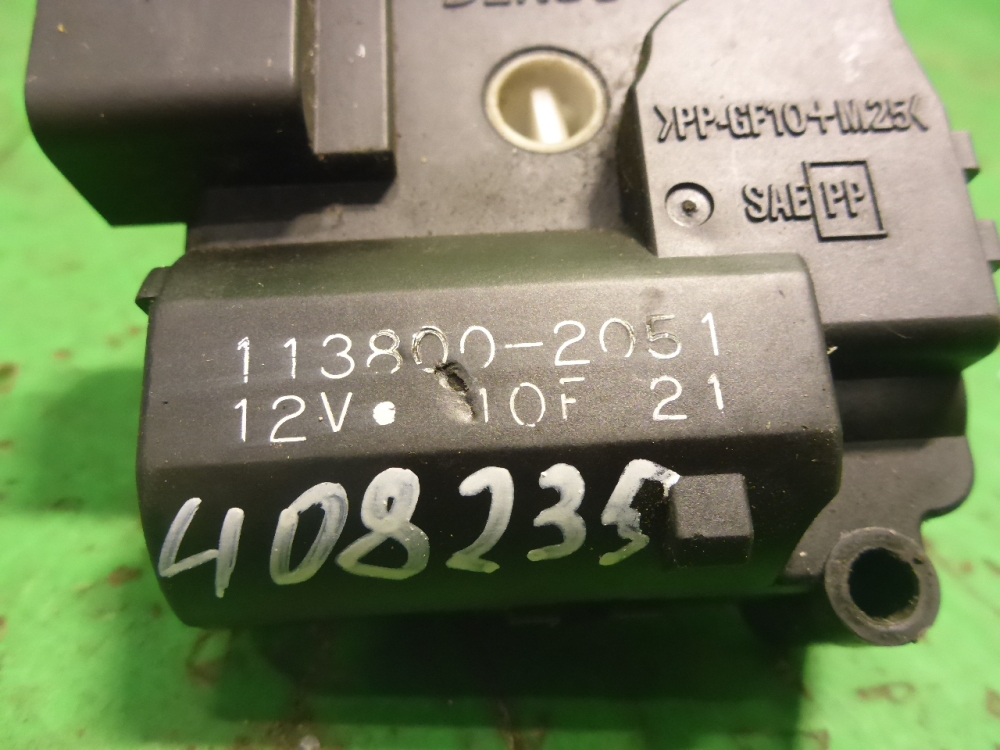 >PP-GF10+M25<
SAE PP
113800-2051
12V• 10F 21
408235